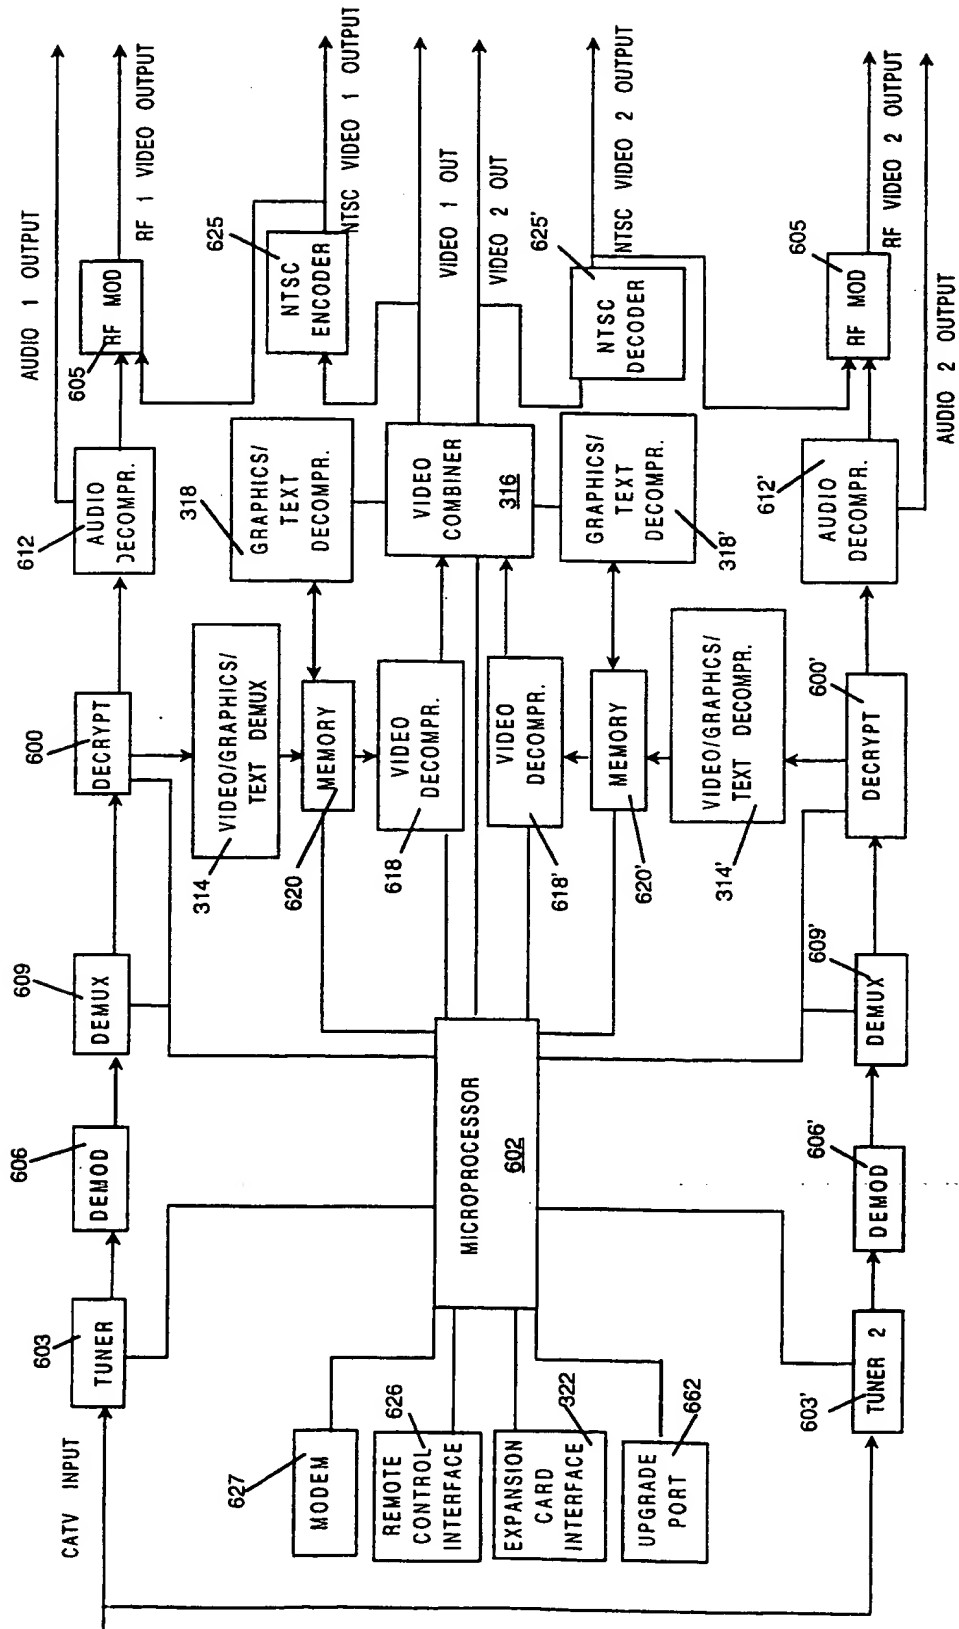 CATV INPUT
603
TUNER
606
DEMOD
609
DEMUX
600
DECRYPT
612
AUDIO
DECOMPR.
605
RF MOD
AUDIO 1 OUTPUT
RF 1 VIDEO OUTPUT
314
VIDEO/GRAPHICS/
TEXT DEMUX
318
GRAPHICS/
TEXT
DECOMPR.
625
NTSC
ENCODER
NTSC VIDEO 1 OUTPUT
627
MODEM
626
REMOTE
CONTROL
INTERFACE
322
EXPANSION
CARD
INTERFACE
662
UPGRADE
PORT
MICROPROCESSOR
602
620
MEMORY
618
VIDEO
DECOMPR.
618'
VIDEO
DECOMPR.
620'
MEMORY
VIDEO
COMBINER
316
VIDEO 1 OUT
VIDEO 2 OUT
314'
VIDEO/GRAPHCS/
TEXT DECOMPR.
318'
GRAPHICS/
TEXT
DECOMPR.
625'
NTSC
DECODER
NTSC VIDEO 2 OUTPUT
603'
TUNER 2
606'
DEMOD
609'
DEMUX
600'
DECRYPT
612'
AUDIO
DECOMPR.
605
RF MOD
RF VIDEO 2 OUTPUT
AUDIO 2 OUTPUT